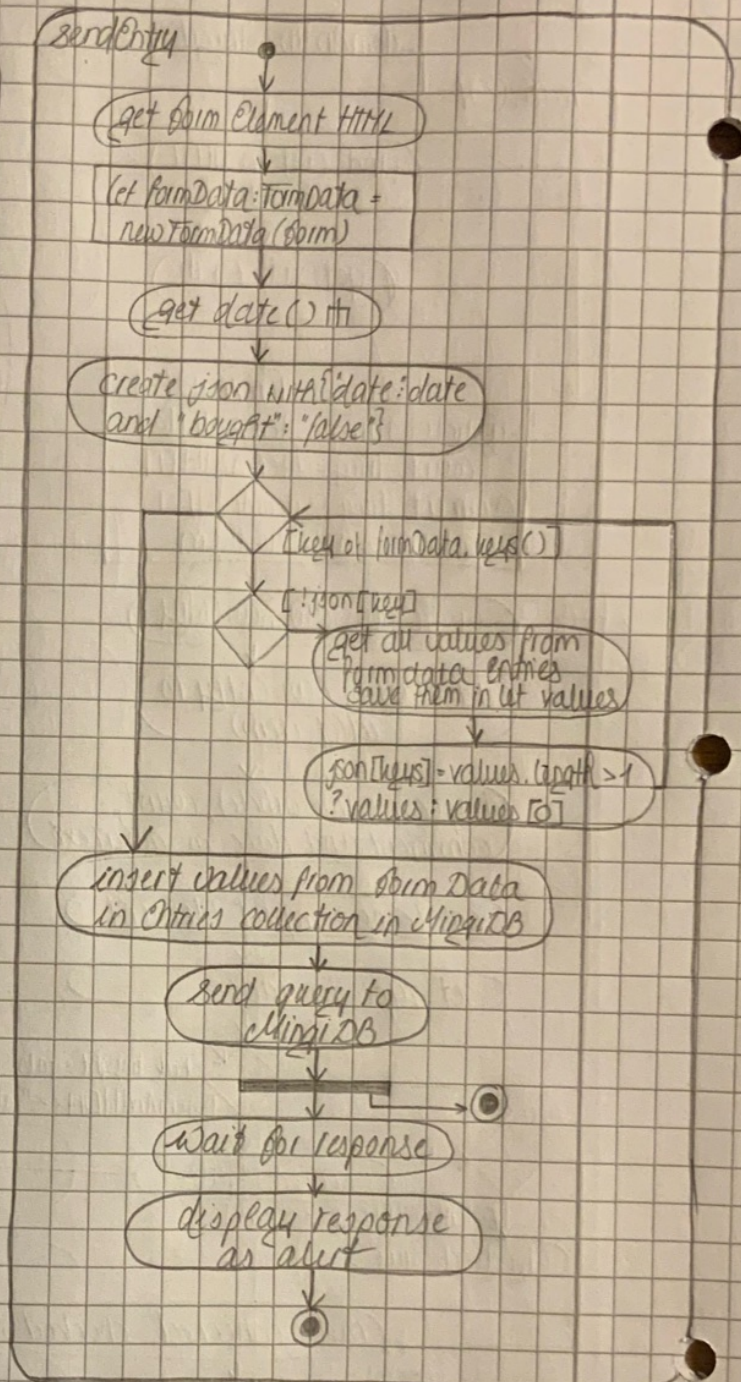 sendEntry
get form Element HTML
let formData:FormData =
new FormData(form)
get date()
create json with{"date:date
and "bought": "false"}
[key of formData.keys()]
[!json[key]
get all values from
formdata entries
save them in let values
json[keys]=values.length>1
?values:values[0]
insert values from formData
in Entries collection in MingiDB
send query to
MingiDB
wait for response
display response
as alert